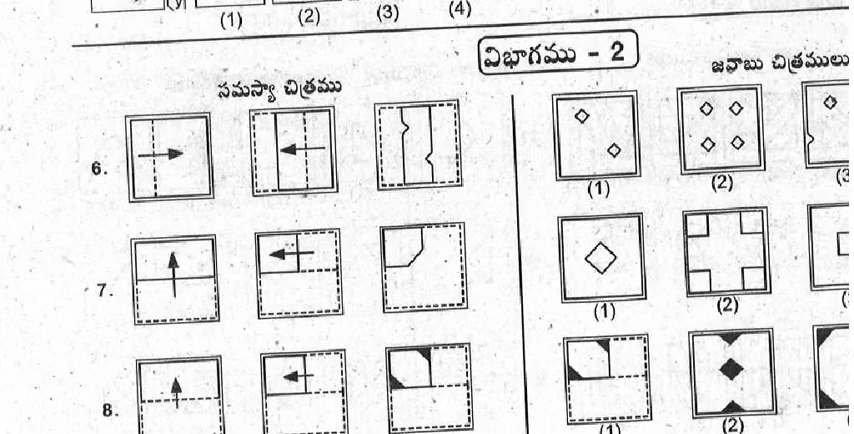 (y)
(1) (2) (3) (4)
విభాగము - 2
సమస్యా చిత్రము
జవాబు చిత్రములు
6.
(1) (2) (3
7.
(1) (2)
8.
(1) (2)